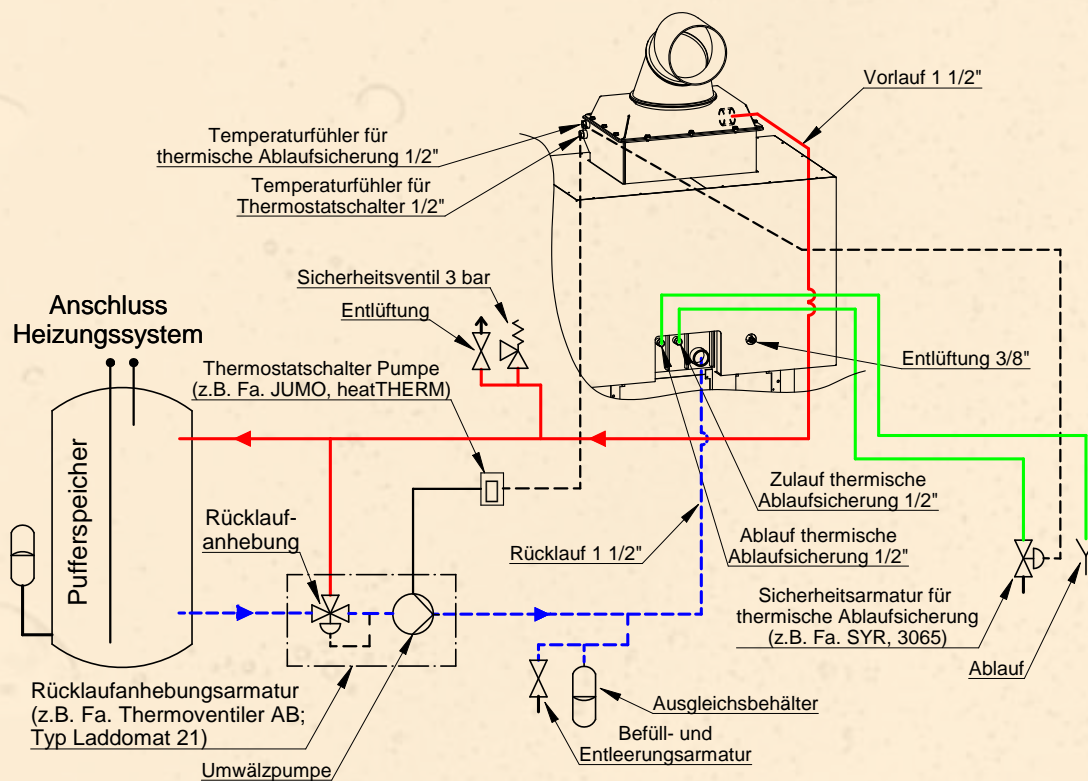 Vorlauf 1 1/2"
Temperaturfühler für
thermische Ablaufsicherung 1/2"
Temperaturfühler für
Thermostatschalter 1/2"
Sicherheitsventil 3 bar
Entlüftung
Anschluss
Heizungssystem
Thermostatschalter Pumpe
(z.B. Fa. JUMO, heatTHERM)
Entlüftung 3/8"
Pufferspeicher
Rücklauf-
anhebung
Zulauf thermische
Ablaufsicherung 1/2"
Rücklauf 1 1/2"
Ablauf thermische
Ablaufsicherung 1/2"
Sicherheitsarmatur für
thermische Ablaufsicherung
(z.B. Fa. SYR, 3065)
Ablauf
Rücklaufanhebungsarmatur
(z.B. Fa. Thermoventiler AB;
Typ Laddomat 21)
Ausgleichsbehälter
Befüll- und
Entleerungsarmatur
Umwälzpumpe